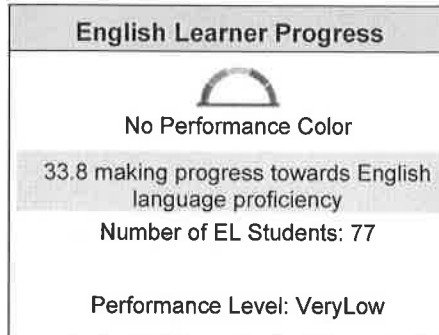 English Learner Progress
No Performance Color
33.8 making progress towards English
language proficiency
Number of EL Students: 77
Performance Level: VeryLow